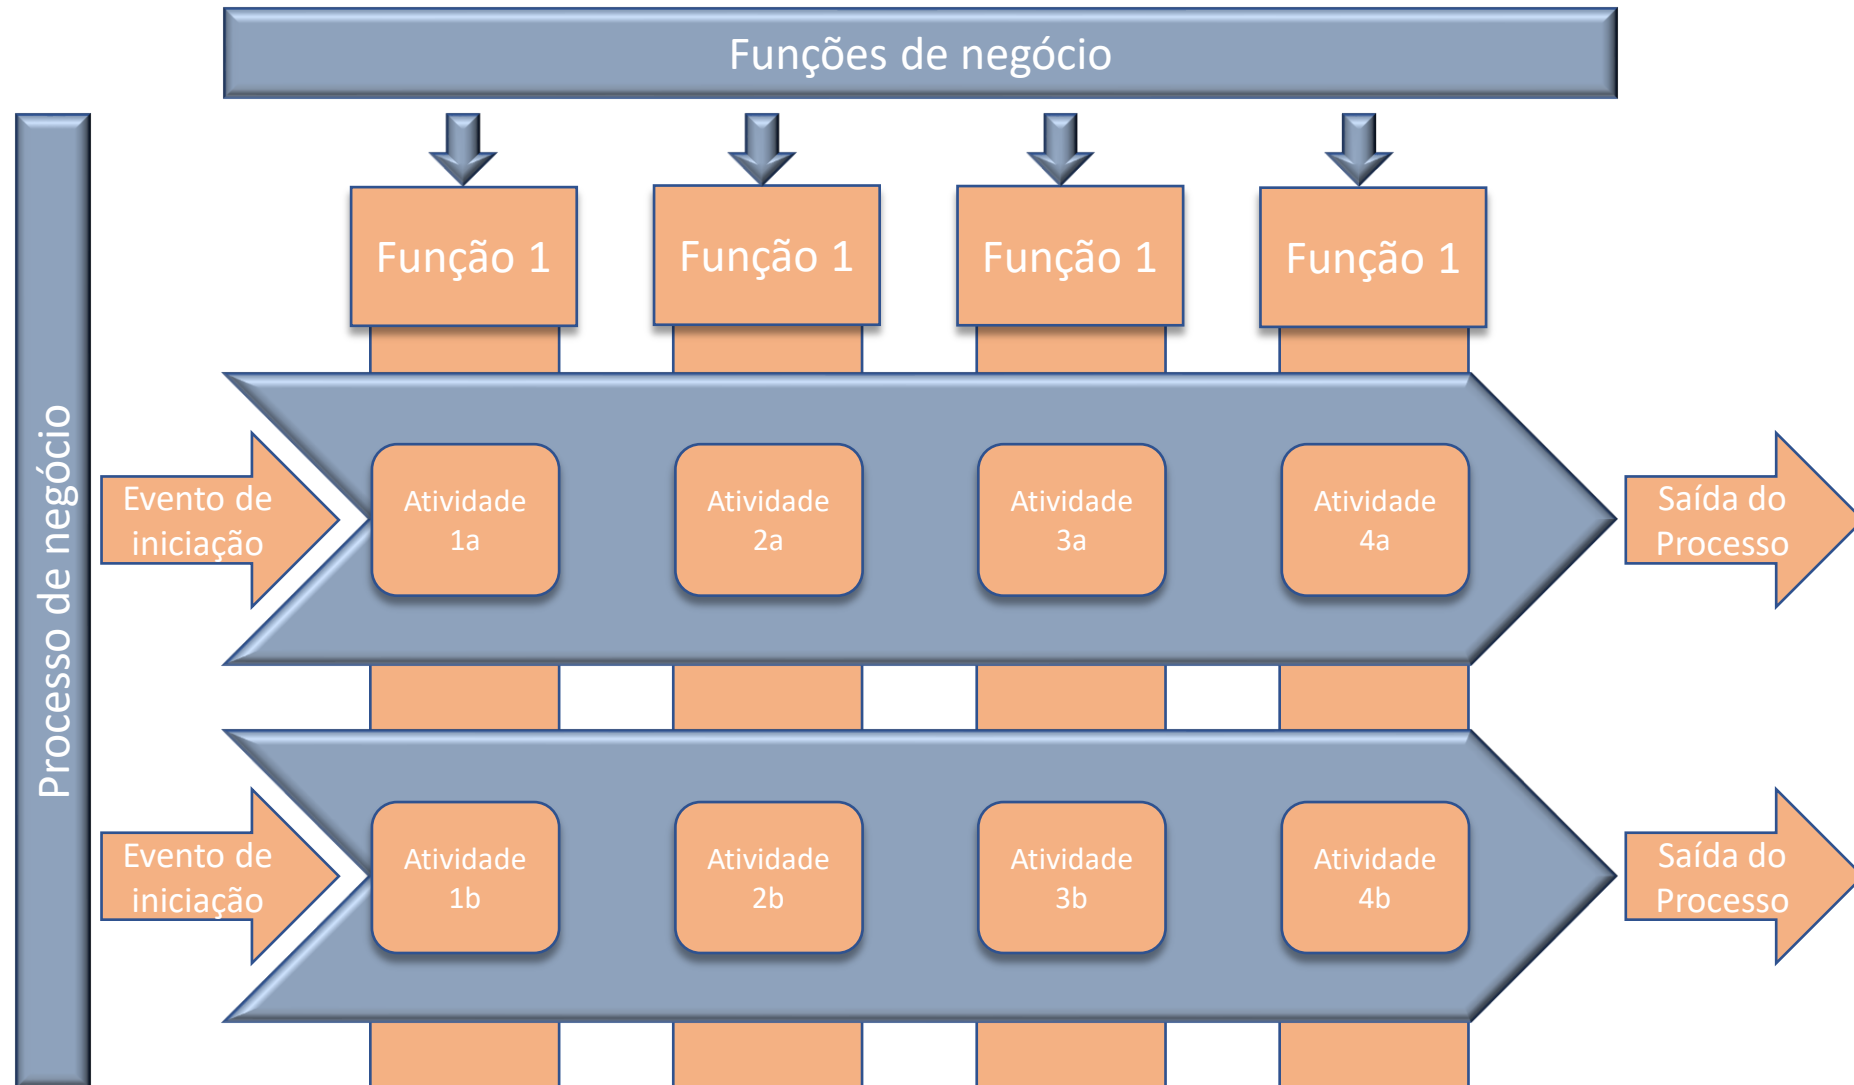 Funções de negócio
Processo de negócio
Função 1
Função 1
Função 1
Função 1
Evento de
iniciação
Atividade
1a
Atividade
2a
Atividade
3a
Atividade
4a
Saída do
Processo
Evento de
iniciação
Atividade
1b
Atividade
2b
Atividade
3b
Atividade
4b
Saída do
Processo